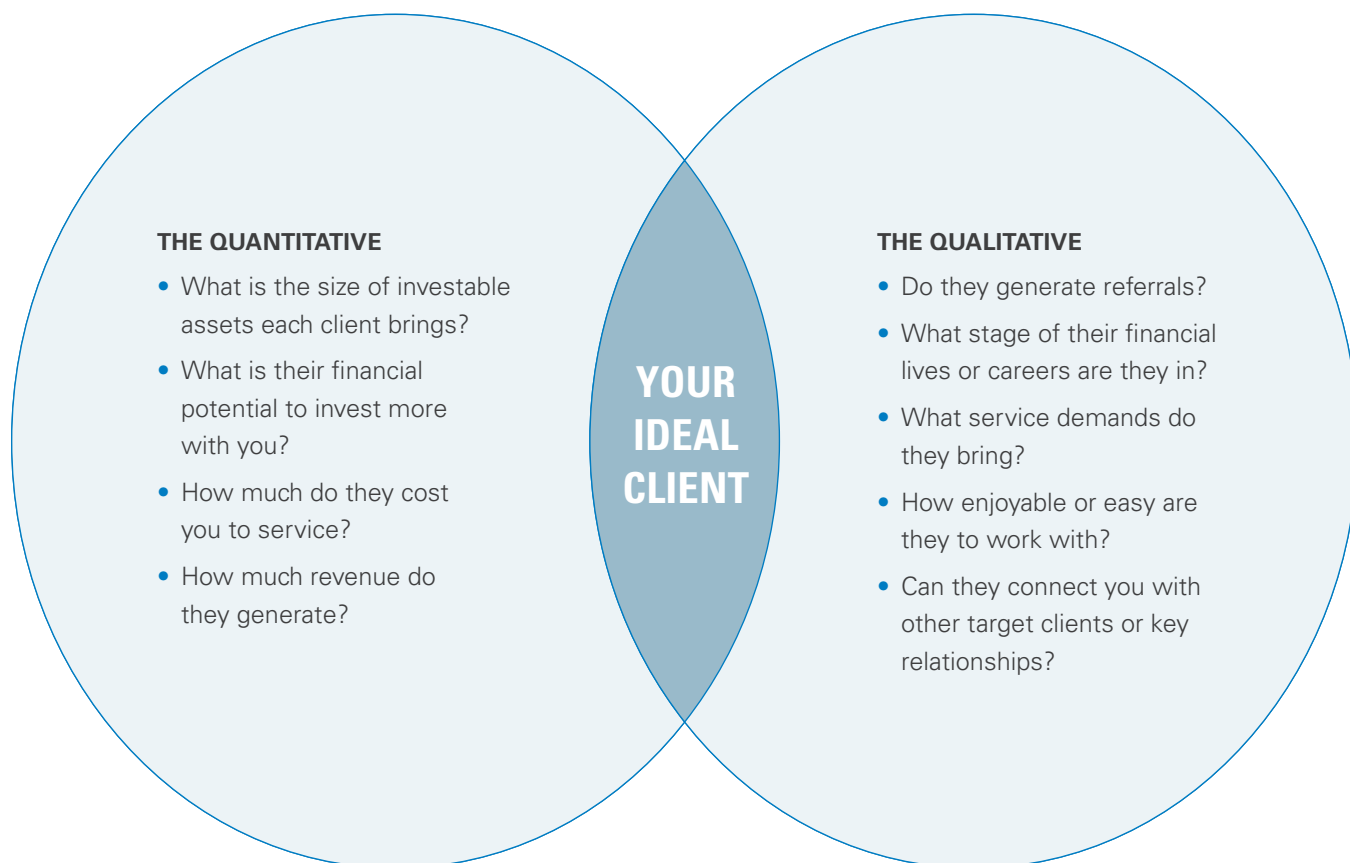 THE QUANTITATIVE
• What is the size of investable
assets each client brings?
• What is their financial
potential to invest more
with you?
• How much do they cost
you to service?
• How much revenue do
they generate?
YOUR
IDEAL
CLIENT
THE QUALITATIVE
• Do they generate referrals?
• What stage of their financial
lives or careers are they in?
• What service demands do
they bring?
• How enjoyable or easy are
they to work with?
• Can they connect you with
other target clients or key
relationships?